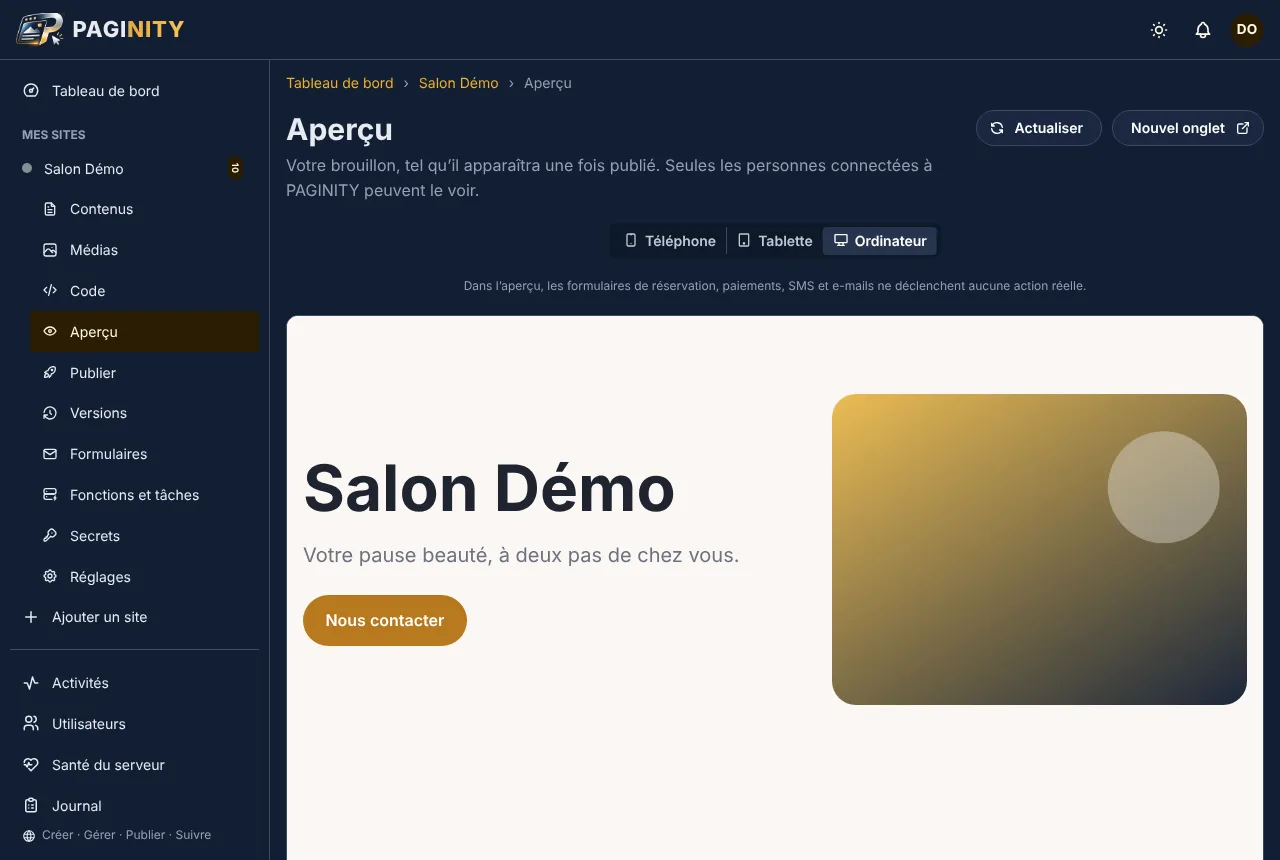 PAGINITY
DO
Tableau de bord
MES SITES
Salon Démo
10
Contenus
Médias
Code
Aperçu
Publier
Versions
Formulaires
Fonctions et tâches
Secrets
Réglages
Ajouter un site
Activités
Utilisateurs
Santé du serveur
Journal
Créer · Gérer · Publier · Suivre
Tableau de bord › Salon Démo › Aperçu
Aperçu
Actualiser
Nouvel onglet
Votre brouillon, tel qu’il apparaîtra une fois publié. Seules les personnes connectées à
PAGINITY peuvent le voir.
Téléphone
Tablette
Ordinateur
Dans l’aperçu, les formulaires de réservation, paiements, SMS et e-mails ne déclenchent aucune action réelle.
Salon Démo
Votre pause beauté, à deux pas de chez vous.
Nous contacter